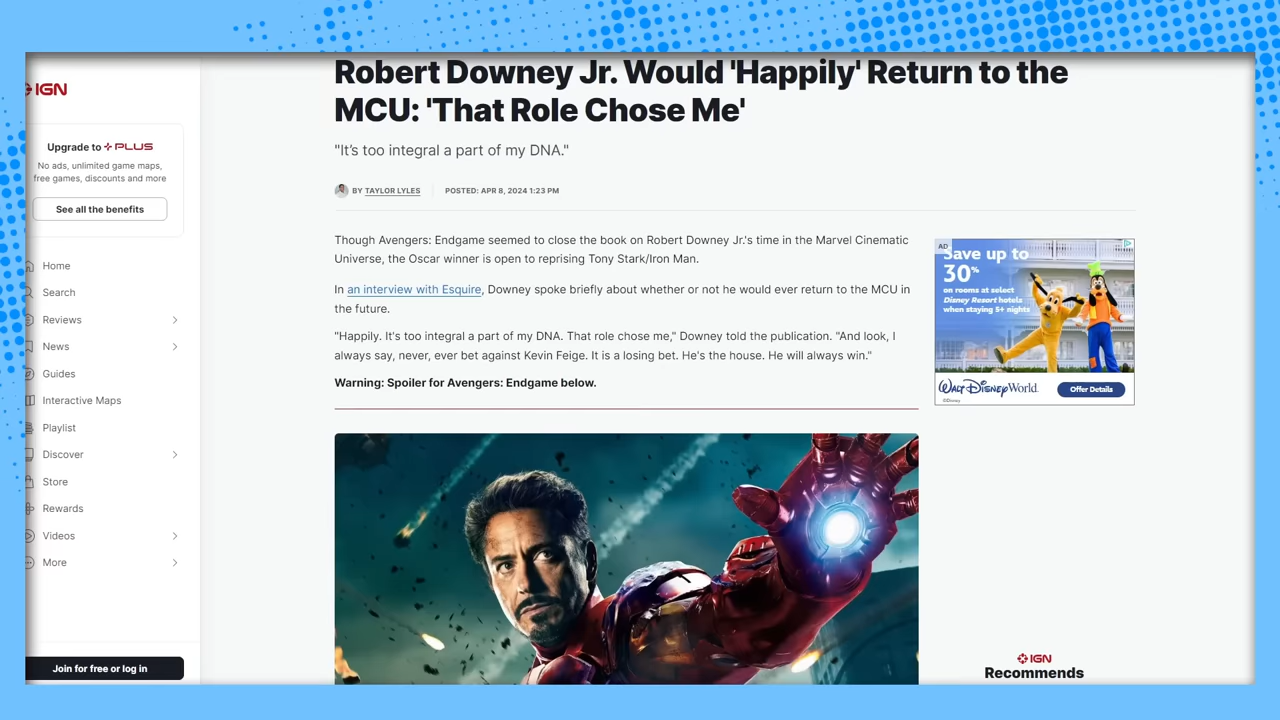 IGN
Upgrade to PLUS
No ads, unlimited game maps,
free games, discounts and more
See all the benefits
Home
Search
Reviews
News
Guides
Interactive Maps
Playlist
Discover
Store
Rewards
Videos
More
Join for free or log in
Robert Downey Jr. Would 'Happily' Return to the
MCU: 'That Role Chose Me'
"It's too integral a part of my DNA."
BY TAYLOR LYLES
POSTED: APR 8, 2024 1:23 PM
Though Avengers: Endgame seemed to close the book on Robert Downey Jr.'s time in the Marvel Cinematic
Universe, the Oscar winner is open to reprising Tony Stark/Iron Man.
In an interview with Esquire, Downey spoke briefly about whether or not he would ever return to the MCU in
the future.
"Happily. It's too integral a part of my DNA. That role chose me," Downey told the publication. "And look, I
always say, never, ever bet against Kevin Feige. It is a losing bet. He's the house. He will always win."
Warning: Spoiler for Avengers: Endgame below.
AD
Save up to
30%
on rooms at select
Disney Resort hotels
when staying 5+ nights
Walt Disney World.
Offer Details
©Disney
IGN
Recommends